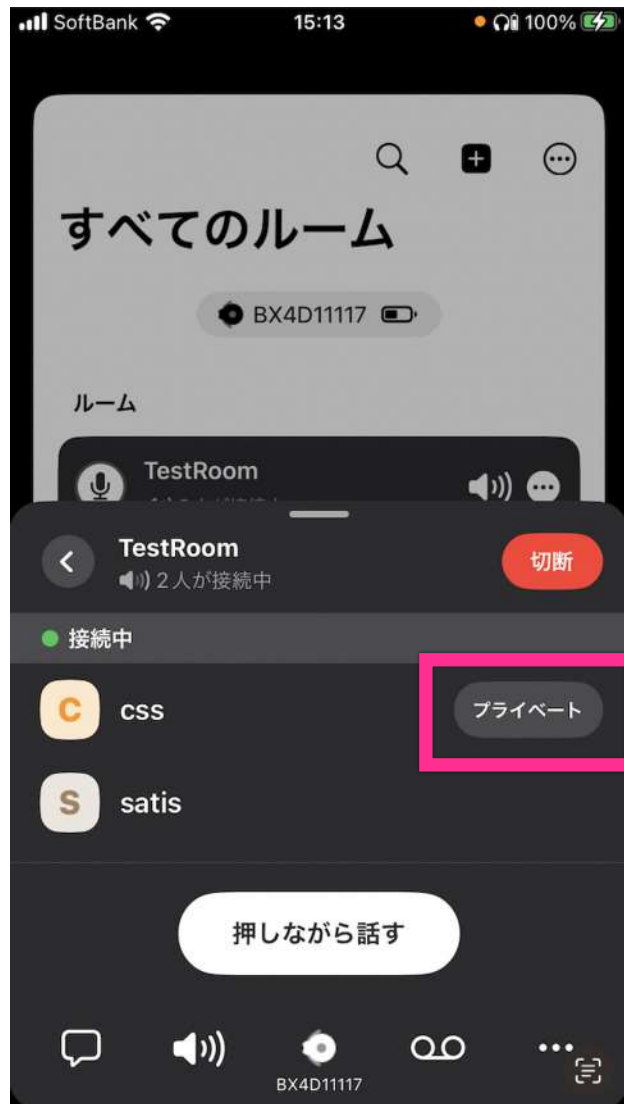 SoftBank 15:13 100%
すべてのルーム
BX4D11117
ルーム
TestRoom
TestRoom
2人が接続中
切断
接続中
C css プライベート
S satis
押しながら話す
BX4D11117